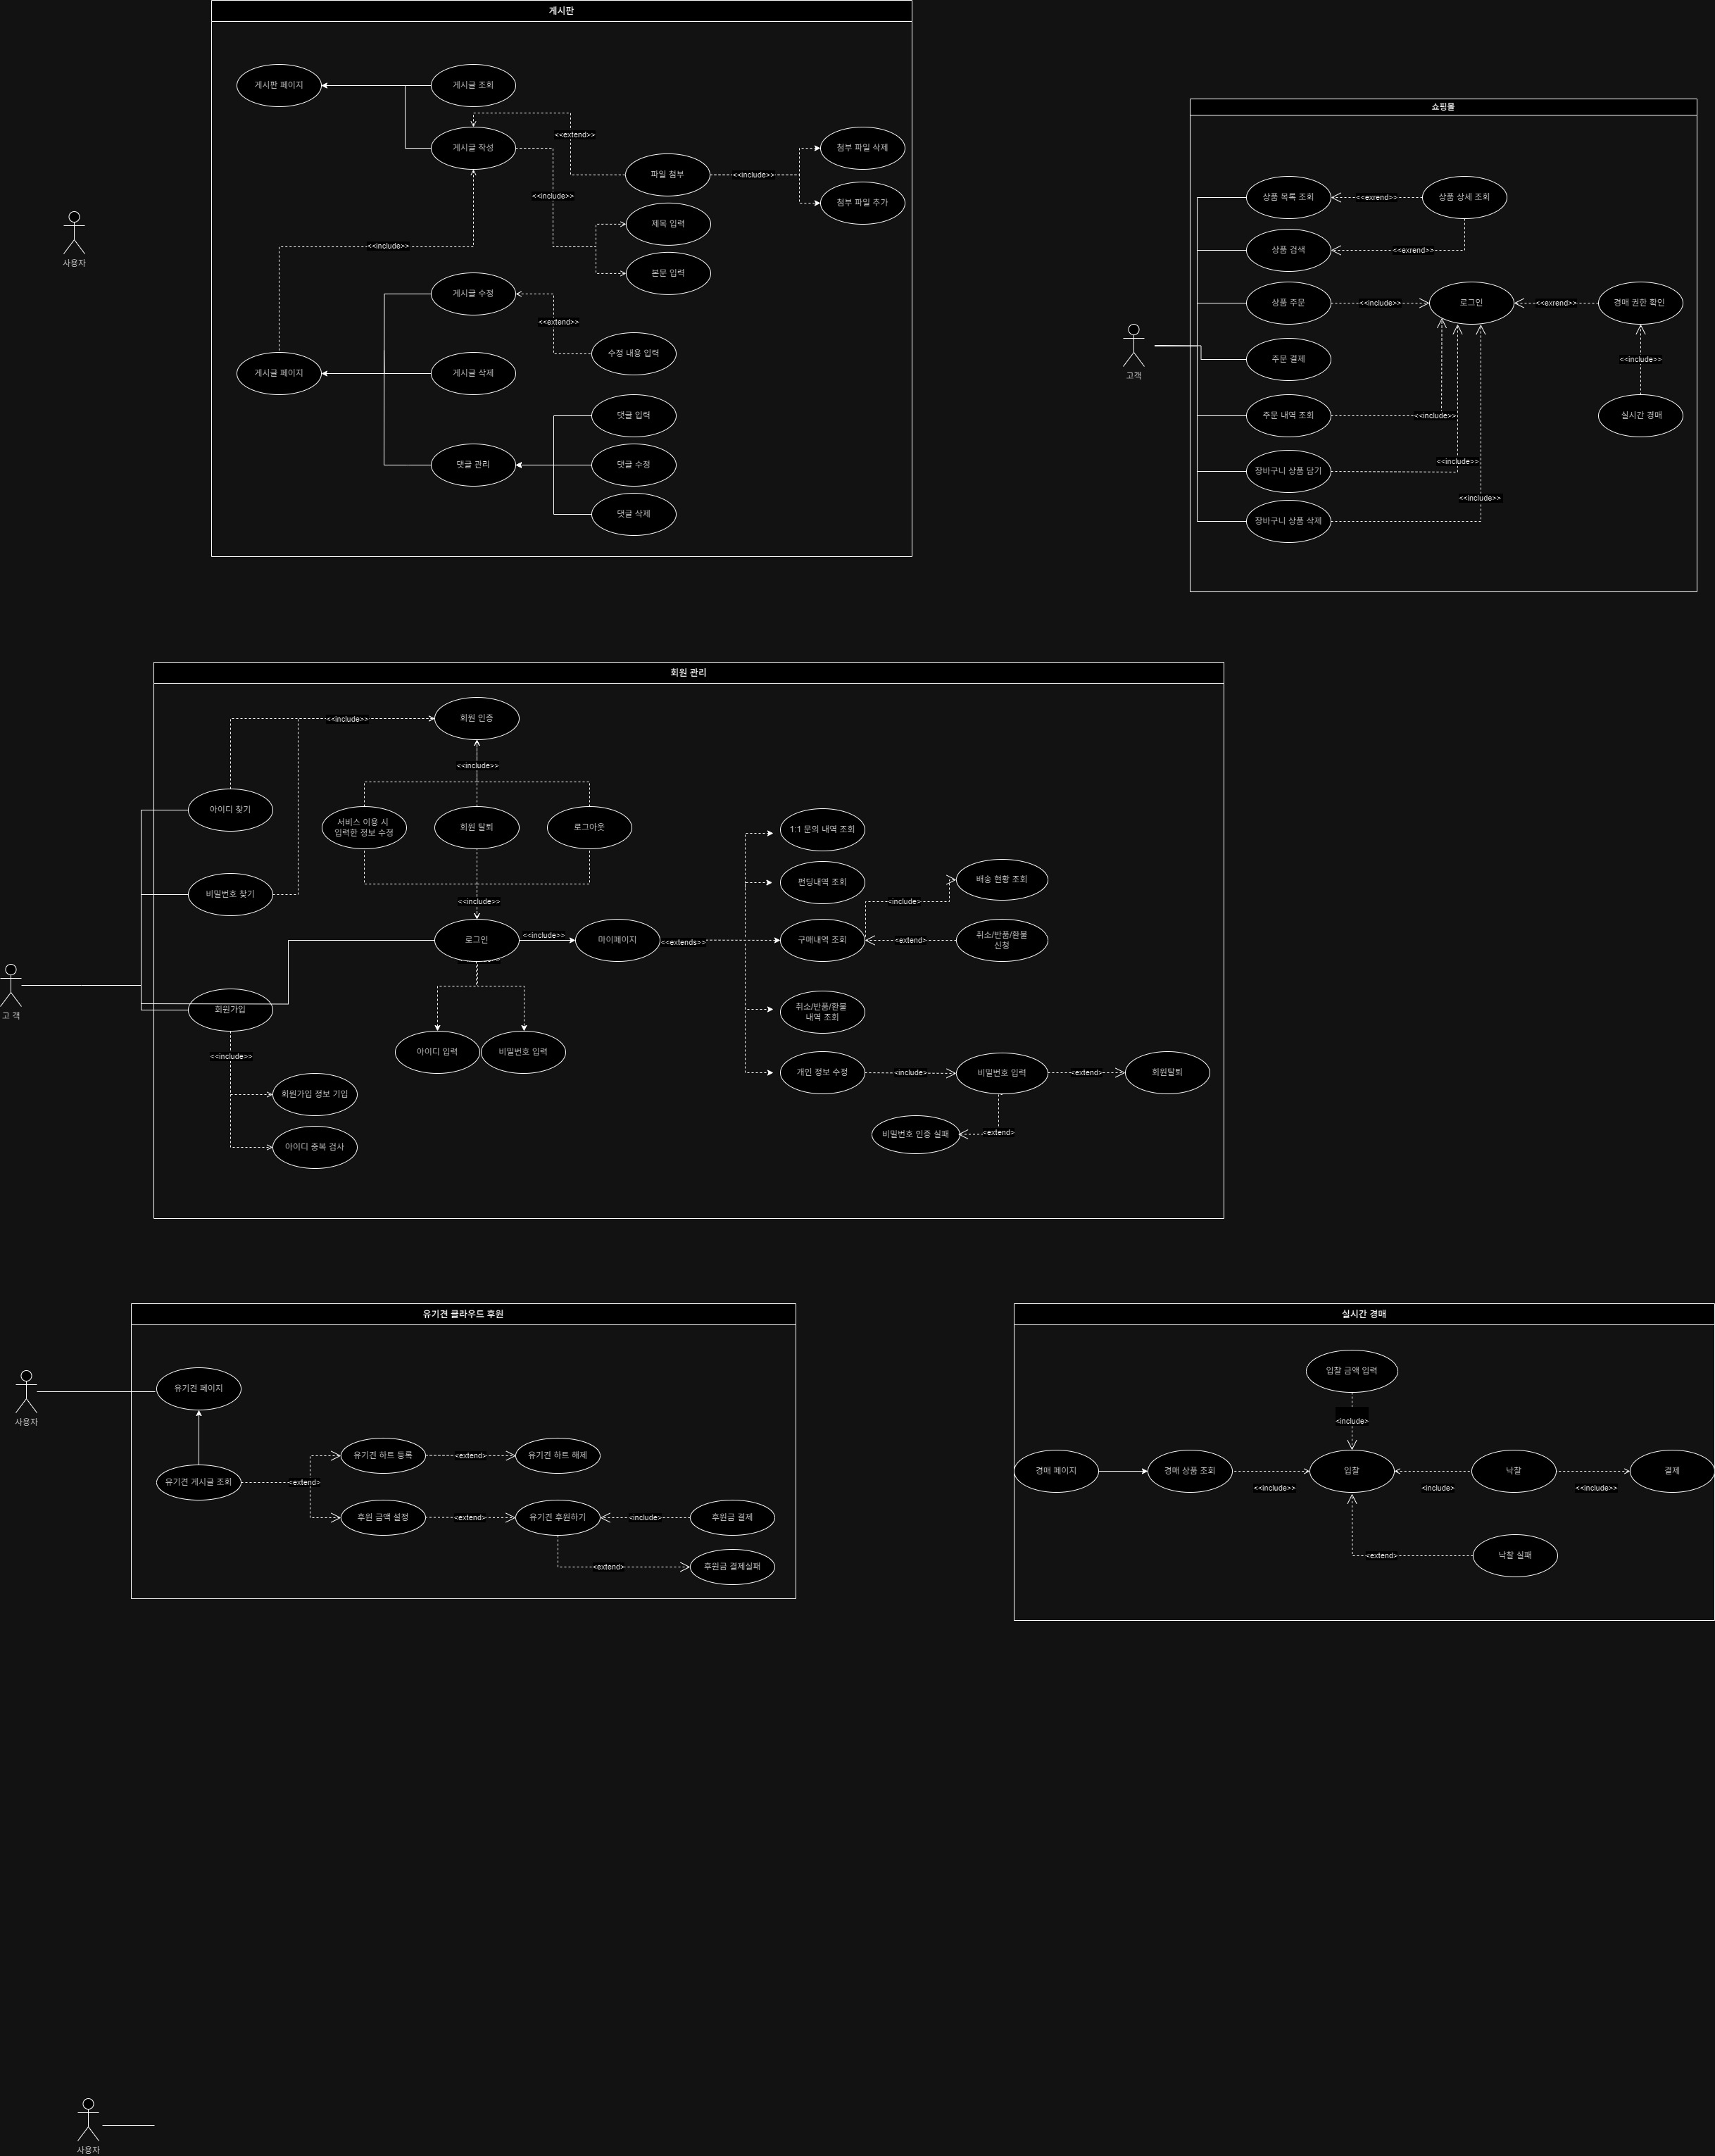 게시판
게시판 페이지
게시글 조회
<<extend>>
게시글 작성
파일 첨부
<<include>>
첨부 파일 삭제
첨부 파일 추가
<<include>>
제목 입력
본문 입력
<<include>>
사용자
게시글 수정
<<extend>>
수정 내용 입력
게시글 페이지
게시글 삭제
댓글 입력
댓글 관리
댓글 수정
댓글 삭제
쇼핑몰
상품 목록 조회
<<exrend>>
상품 상세 조회
상품 검색
<<exrend>>
상품 주문
<<include>>
로그인
<<exrend>>
경매 권한 확인
고객
주문 결제
<<include>>
주문 내역 조회
<<include>>
실시간 경매
장바구니 상품 담기
<<include>>
<<include>>
장바구니 상품 삭제
회원 관리
<<include>>
회원 인증
<<include>>
아이디 찾기
서비스 이용 시
입력한 정보 수정
회원 탈퇴
로그아웃
비밀번호 찾기
<<include>>
로그인
<<include>>
마이페이지
<<extends>>
1:1 문의 내역 조회
펀딩내역 조회
<include>
배송 현황 조회
구매내역 조회
<extend>
취소/반품/환불
신청
취소/반품/환불
내역 조회
고 객
회원가입
<<include>>
아이디 입력
비밀번호 입력
개인 정보 수정
<include>
비밀번호 입력
<extend>
회원탈퇴
회원가입 정보 기입
비밀번호 인증 실패
<extend>
아이디 중복 검사
유기견 클라우드 후원
사용자
유기견 페이지
유기견 게시글 조회
<extend>
유기견 하트 등록
<extend>
유기견 하트 해제
후원 금액 설정
<extend>
유기견 후원하기
<include>
후원금 결제
<extend>
후원금 결제실패
실시간 경매
입찰 금액 입력
<include>
경매 페이지
경매 상품 조회
<<include>>
입찰
<include>
낙찰
<<include>>
결제
<extend>
낙찰 실패
사용자